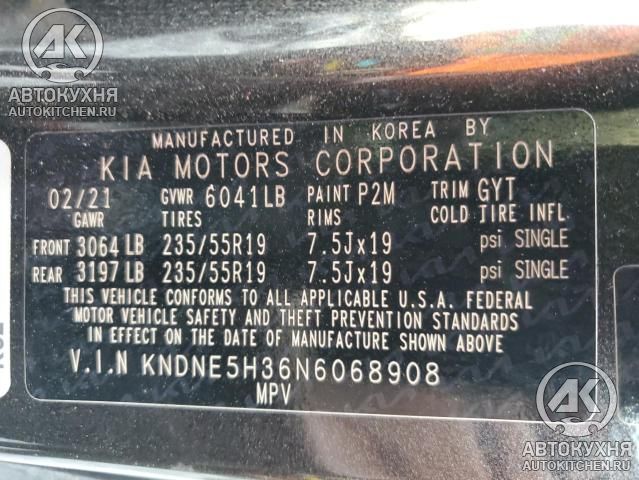 AK
АВТОКУХНЯ
AUTOKITCHEN.RU
MANUFACTURED IN KOREA BY
KIA MOTORS CORPORATION
02/21 GVWR 6041LB PAINT P2M TRIM GYT
GAWR TIRES RIMS COLD TIRE INFL
FRONT 3064 LB 235/55R19 7.5Jx19 psi SINGLE
REAR 3197 LB 235/55R19 7.5Jx19 psi SINGLE
THIS VEHICLE CONFORMS TO ALL APPLICABLE U.S.A. FEDERAL
MOTOR VEHICLE SAFETY AND THEFT PREVENTION STANDARDS
IN EFFECT ON THE DATE OF MANUFACTURE SHOWN ABOVE
V.I.N KNDNE5H36N6068908
MPV
AK
АВТОКУХНЯ
AUTOKITCHEN.RU